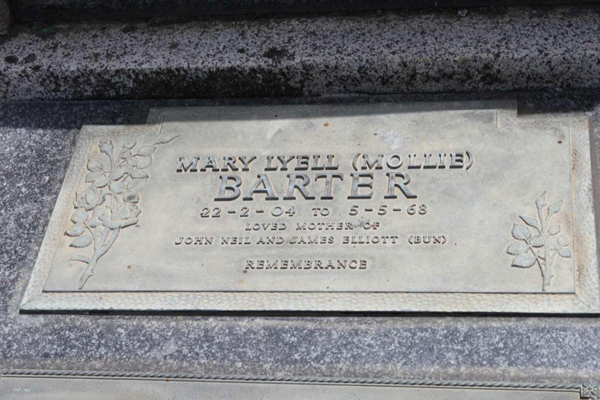 MARY LYELL (MOLLIE)
BARTER
22-2-04 TO 5-5-68
LOVED MOTHER OF
JOHN NEIL AND JAMES ELLIOTT (BUN)
REMEMBRANCE